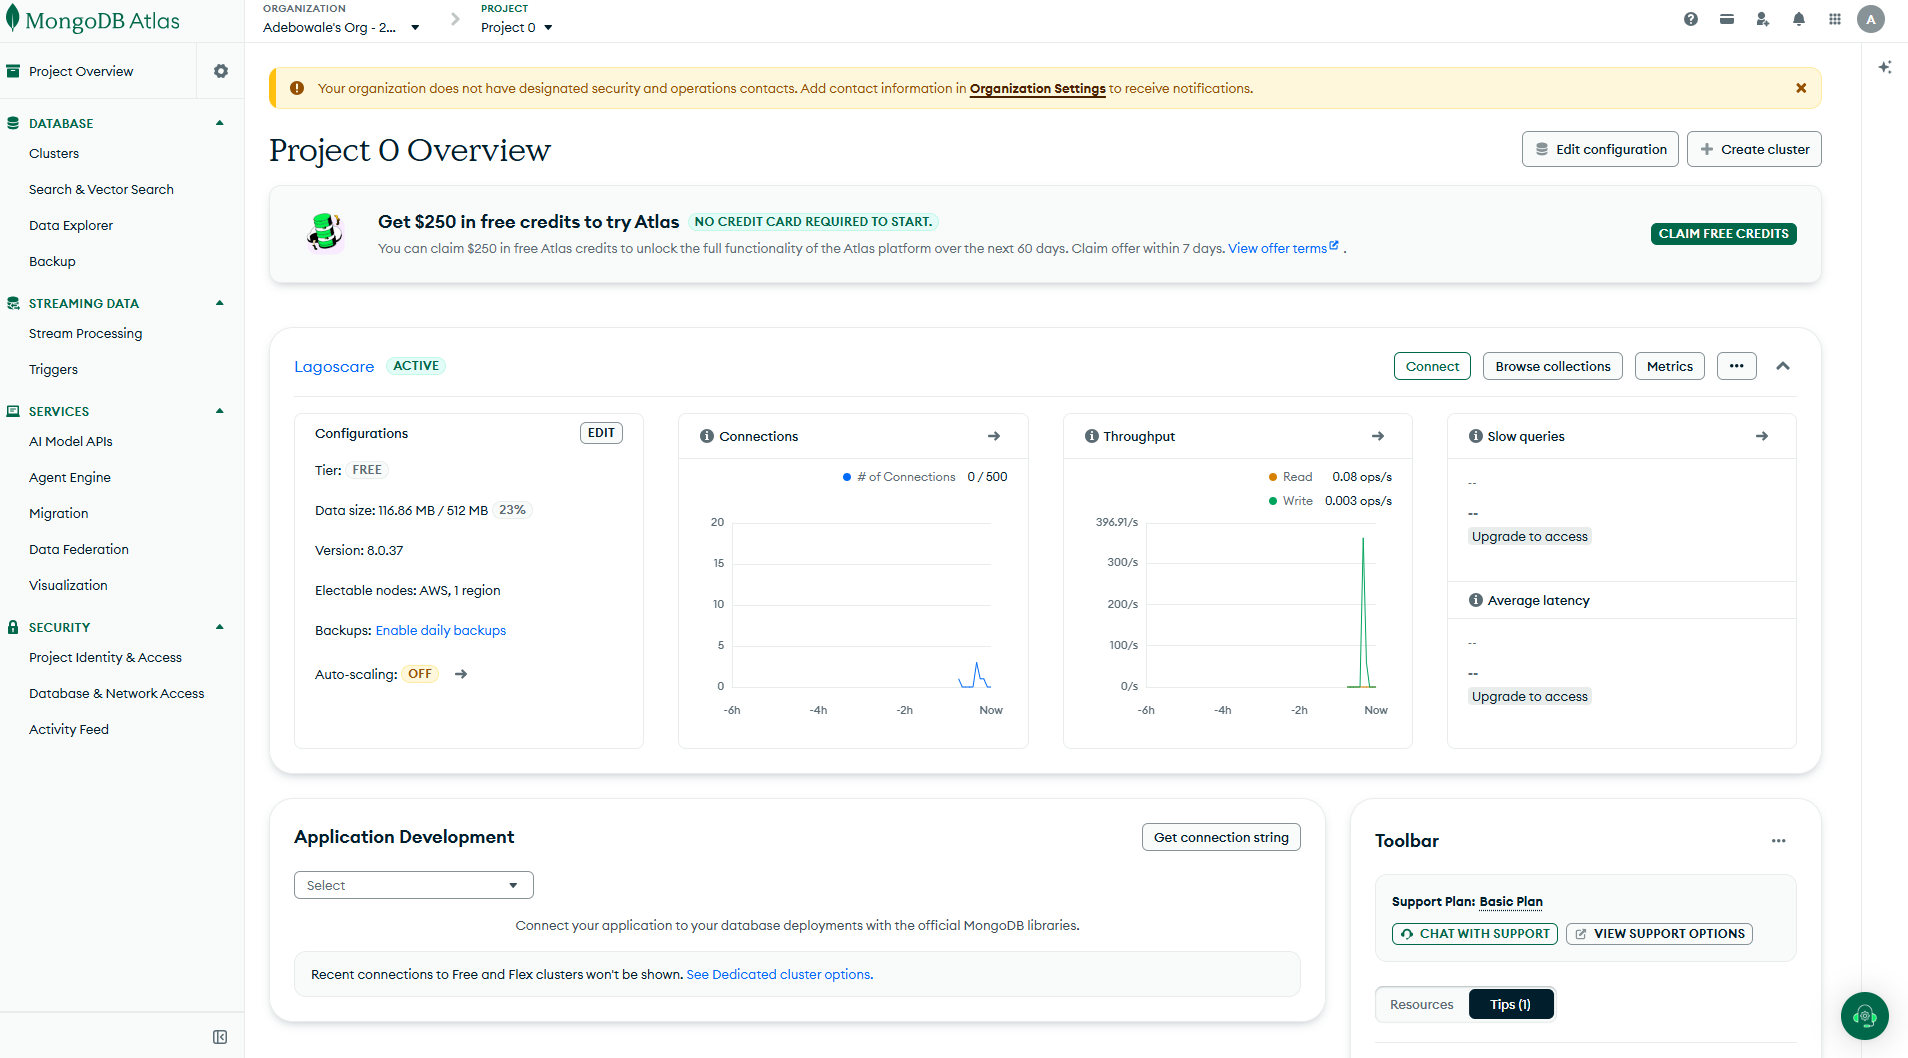 MongoDB Atlas
ORGANIZATION
Adebowale's Org - 2...
PROJECT
Project 0
A
Project Overview
DATABASE
Clusters
Search & Vector Search
Data Explorer
Backup
STREAMING DATA
Stream Processing
Triggers
SERVICES
AI Model APIs
Agent Engine
Migration
Data Federation
Visualization
SECURITY
Project Identity & Access
Database & Network Access
Activity Feed
Your organization does not have designated security and operations contacts. Add contact information in Organization Settings to receive notifications.
Project 0 Overview
Edit configuration
Create cluster
Get $250 in free credits to try Atlas NO CREDIT CARD REQUIRED TO START.
You can claim $250 in free Atlas credits to unlock the full functionality of the Atlas platform over the next 60 days. Claim offer within 7 days. View offer terms .
CLAIM FREE CREDITS
Lagoscare ACTIVE
Connect
Browse collections
Metrics
Configurations
EDIT
Tier: FREE
Data size: 116.86 MB / 512 MB 23%
Version: 8.0.37
Electable nodes: AWS, 1 region
Backups: Enable daily backups
Auto-scaling: OFF
Connections
# of Connections 0 / 500
20
15
10
5
0
-6h -4h -2h Now
Throughput
Read 0.08 ops/s
Write 0.003 ops/s
396.91/s
300/s
200/s
100/s
0/s
-6h -4h -2h Now
Slow queries
--
--
Upgrade to access
Average latency
--
--
Upgrade to access
Application Development
Get connection string
Select
Connect your application to your database deployments with the official MongoDB libraries.
Recent connections to Free and Flex clusters won't be shown. See Dedicated cluster options.
Toolbar
Support Plan: Basic Plan
CHAT WITH SUPPORT
VIEW SUPPORT OPTIONS
Resources
Tips (1)